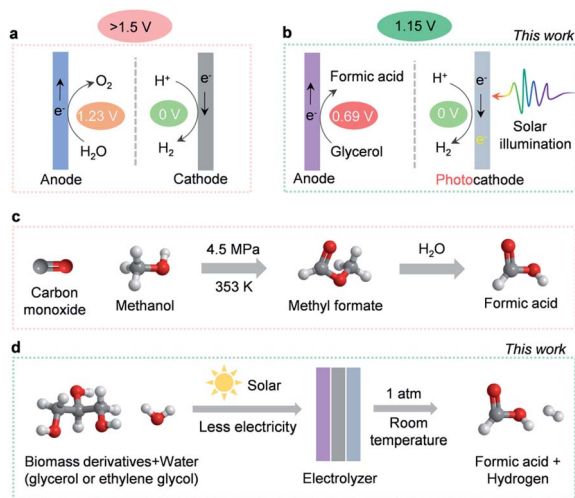 >1.5 V
1.15 V
This work
a
O₂
e⁻
1.23 V
H₂O
Anode
H⁺
e⁻
0 V
H₂
Cathode
b
Formic acid
e⁻
0.69 V
Glycerol
Anode
H⁺
e⁻
0 V
e⁻
H₂
Photocathode
Solar
illumination
c
Carbon
monoxide
Methanol
4.5 MPa
353 K
Methyl formate
H₂O
Formic acid
d
This work
Biomass derivatives+Water
(glycerol or ethylene glycol)
Solar
Less electricity
Electrolyzer
1 atm
Room
temperature
Formic acid +
Hydrogen